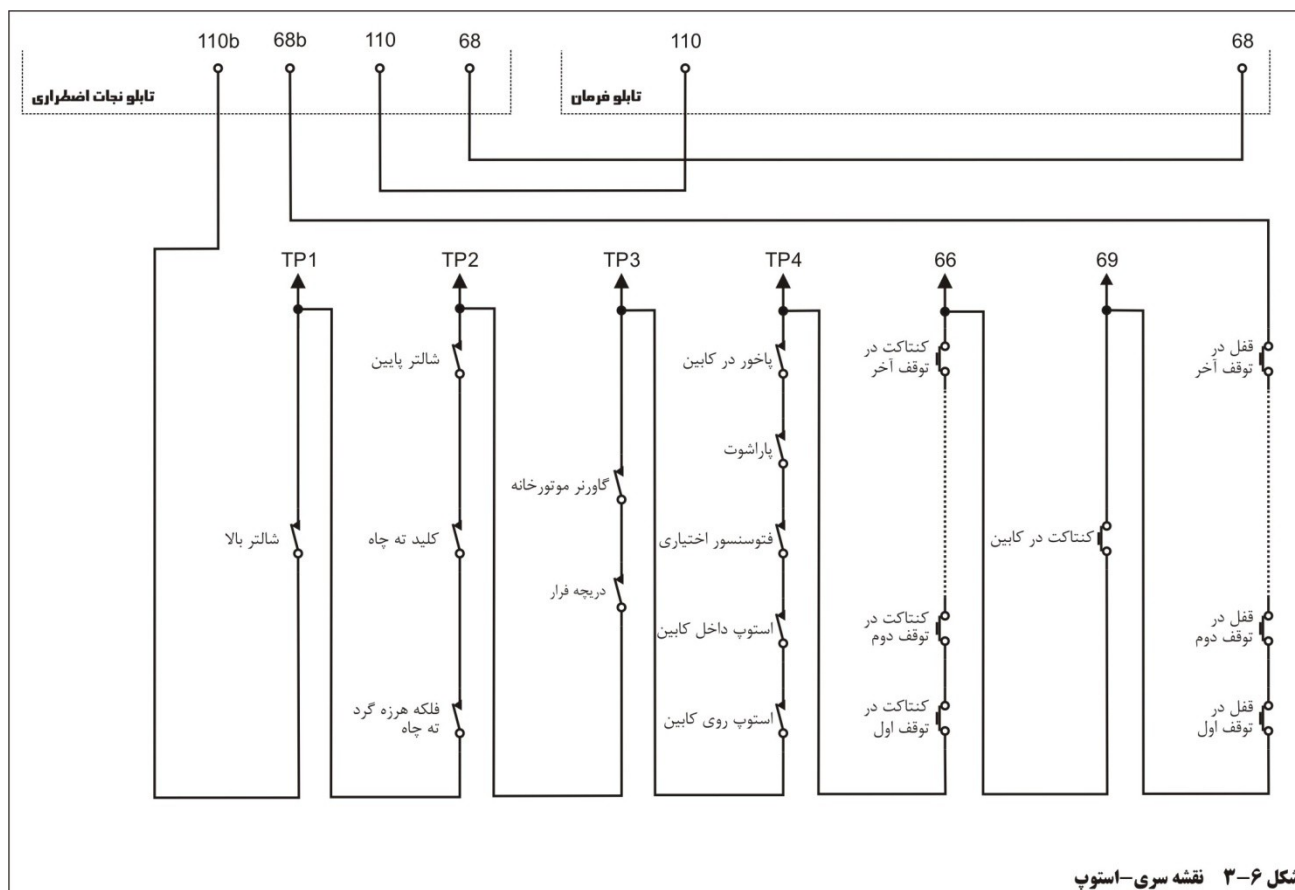 110b 68b 110 68 110 68
تابلو نجات اضطراری
تابلو فرمان
TP1 TP2 TP3 TP4 66 69
شالتر بالا
شالتر پایین
کلید ته چاه
فلکه هرزه گرد
ته چاه
گاورنر موتورخانه
دریچه فرار
پاخور در کابین
پاراشوت
فتوسنسور اختیاری
استوپ داخل کابین
استوپ روی کابین
کنتاکت در
توقف آخر
کنتاکت در
توقف دوم
کنتاکت در
توقف اول
کنتاکت در کابین
قفل در
توقف آخر
قفل در
توقف دوم
قفل در
توقف اول
شکل ۶-۳ نقشه سری-استوپ